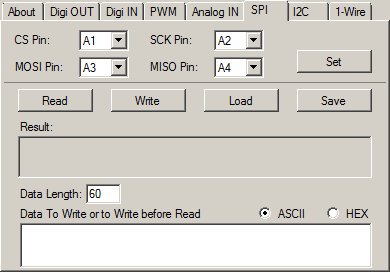 About Digi OUT Digi IN PWM Analog IN SPI I2C 1-Wire
CS Pin: A1 SCK Pin: A2
Set
MOSI Pin: A3 MISO Pin: A4
Read Write Load Save
Result:
Data Length: 60
Data To Write or to Write before Read ASCII HEX